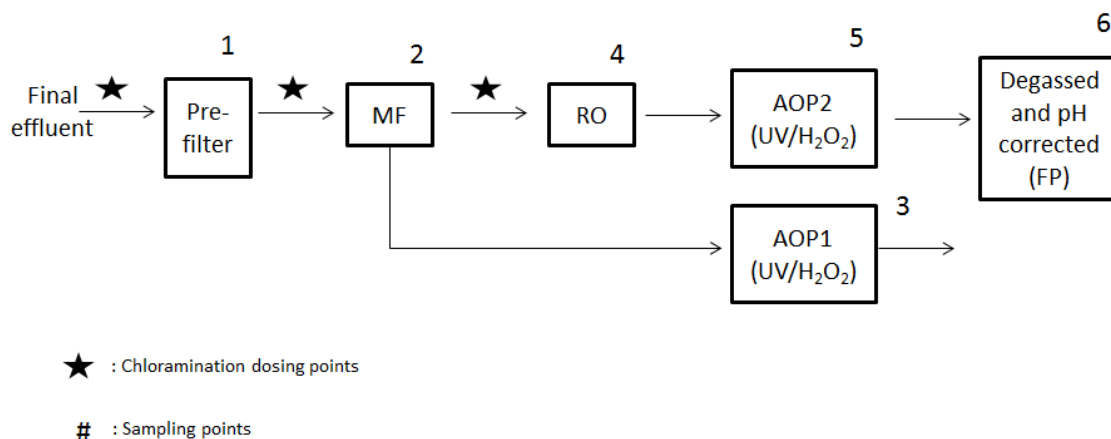 1
2
4
5
6
Final
effluent
Pre-
filter
MF
RO
AOP2
(UV/H₂O₂)
Degassed
and pH
corrected
(FP)
3
AOP1
(UV/H₂O₂)
★ : Chloramination dosing points
# : Sampling points